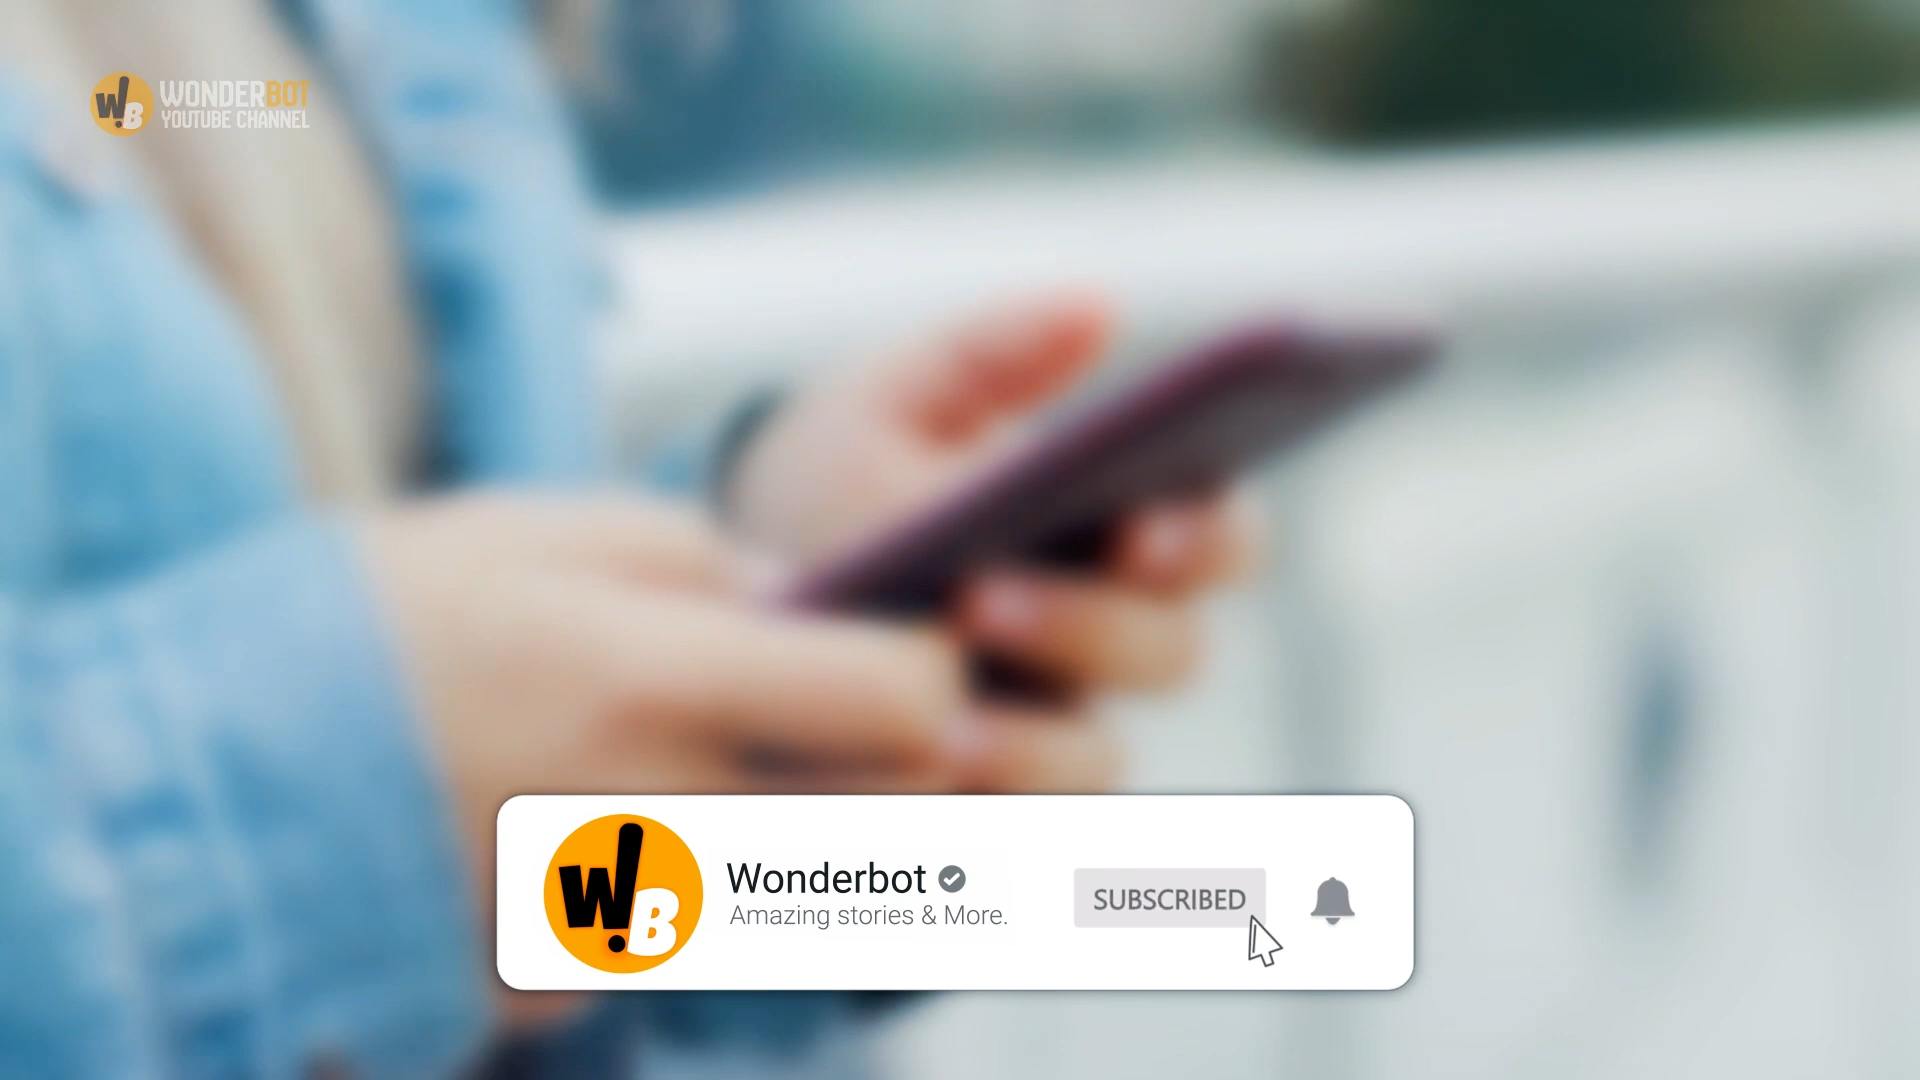 W!B WONDERBOT
YOUTUBE CHANNEL
W!B
Wonderbot
Amazing stories & More.
SUBSCRIBED